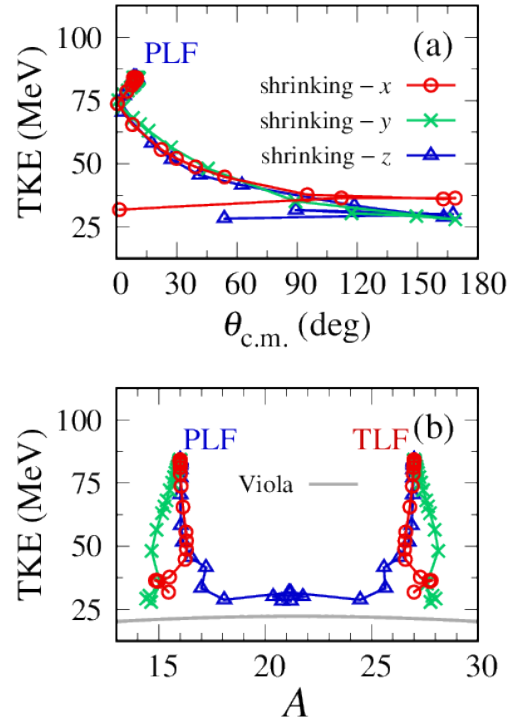 (a)
PLF
100
75
50
25
TKE (MeV)
shrinking − x
shrinking − y
shrinking − z
0 30 60 90 120 150 180
θc.m. (deg)
(b)
PLF TLF
Viola
100
75
50
25
TKE (MeV)
15 20 25 30
A